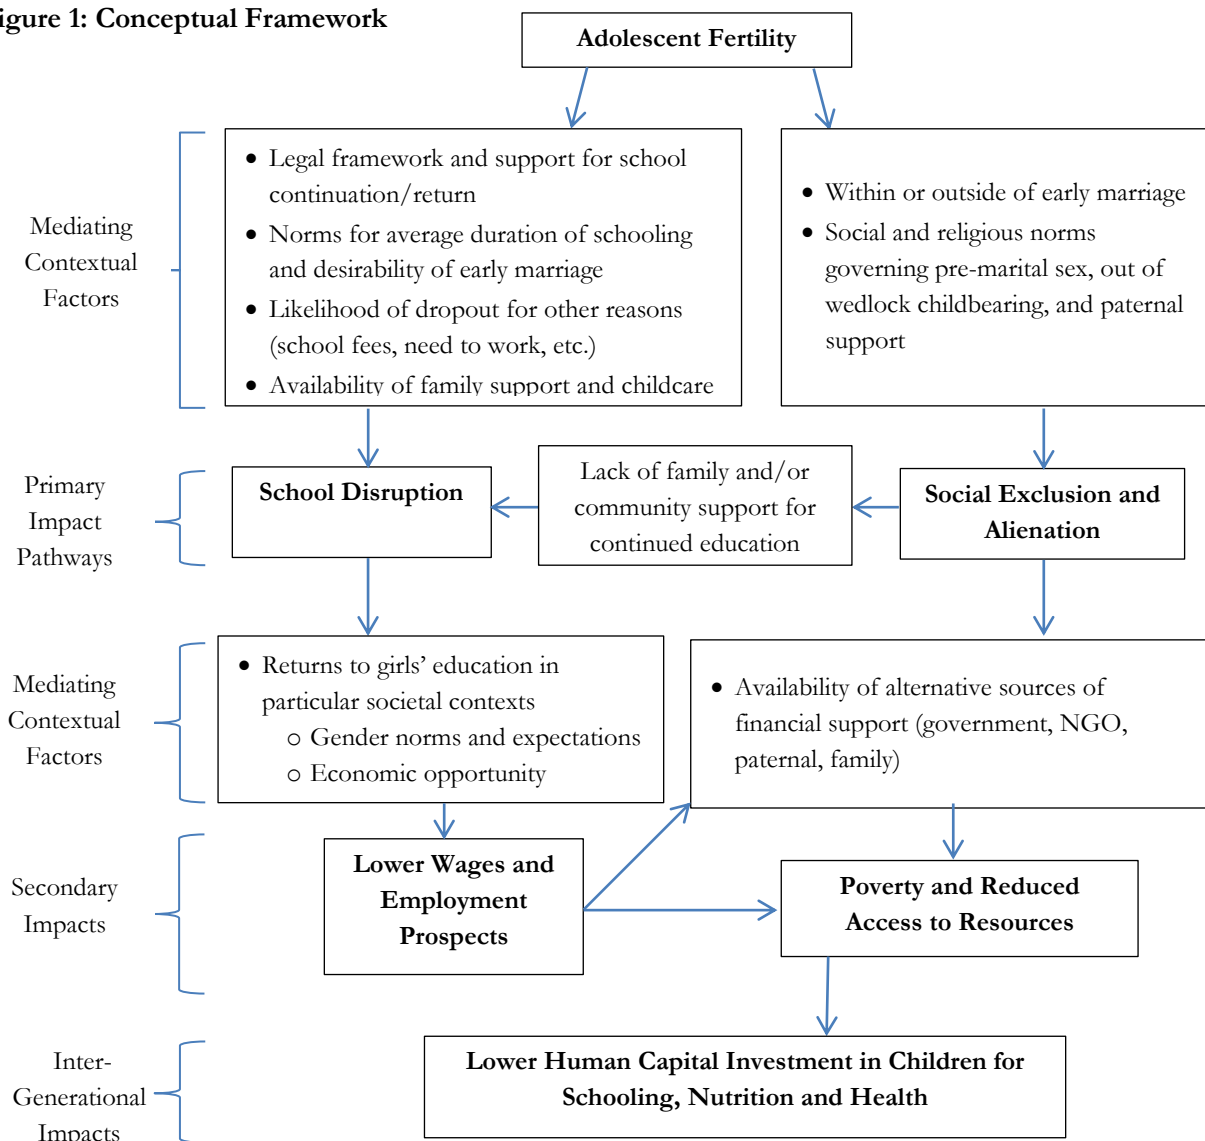 igure 1: Conceptual Framework
Adolescent Fertility
Mediating
Contextual
Factors
• Legal framework and support for school
continuation/return
• Norms for average duration of schooling
and desirability of early marriage
• Likelihood of dropout for other reasons
(school fees, need to work, etc.)
• Availability of family support and childcare
• Within or outside of early marriage
• Social and religious norms
governing pre-marital sex, out of
wedlock childbearing, and paternal
support
Primary
Impact
Pathways
School Disruption
Lack of family and/or
community support for
continued education
Social Exclusion and
Alienation
Mediating
Contextual
Factors
• Returns to girls’ education in
particular societal contexts
o Gender norms and expectations
o Economic opportunity
• Availability of alternative sources of
financial support (government, NGO,
paternal, family)
Secondary
Impacts
Lower Wages and
Employment
Prospects
Poverty and Reduced
Access to Resources
Inter-
Generational
Impacts
Lower Human Capital Investment in Children for
Schooling, Nutrition and Health